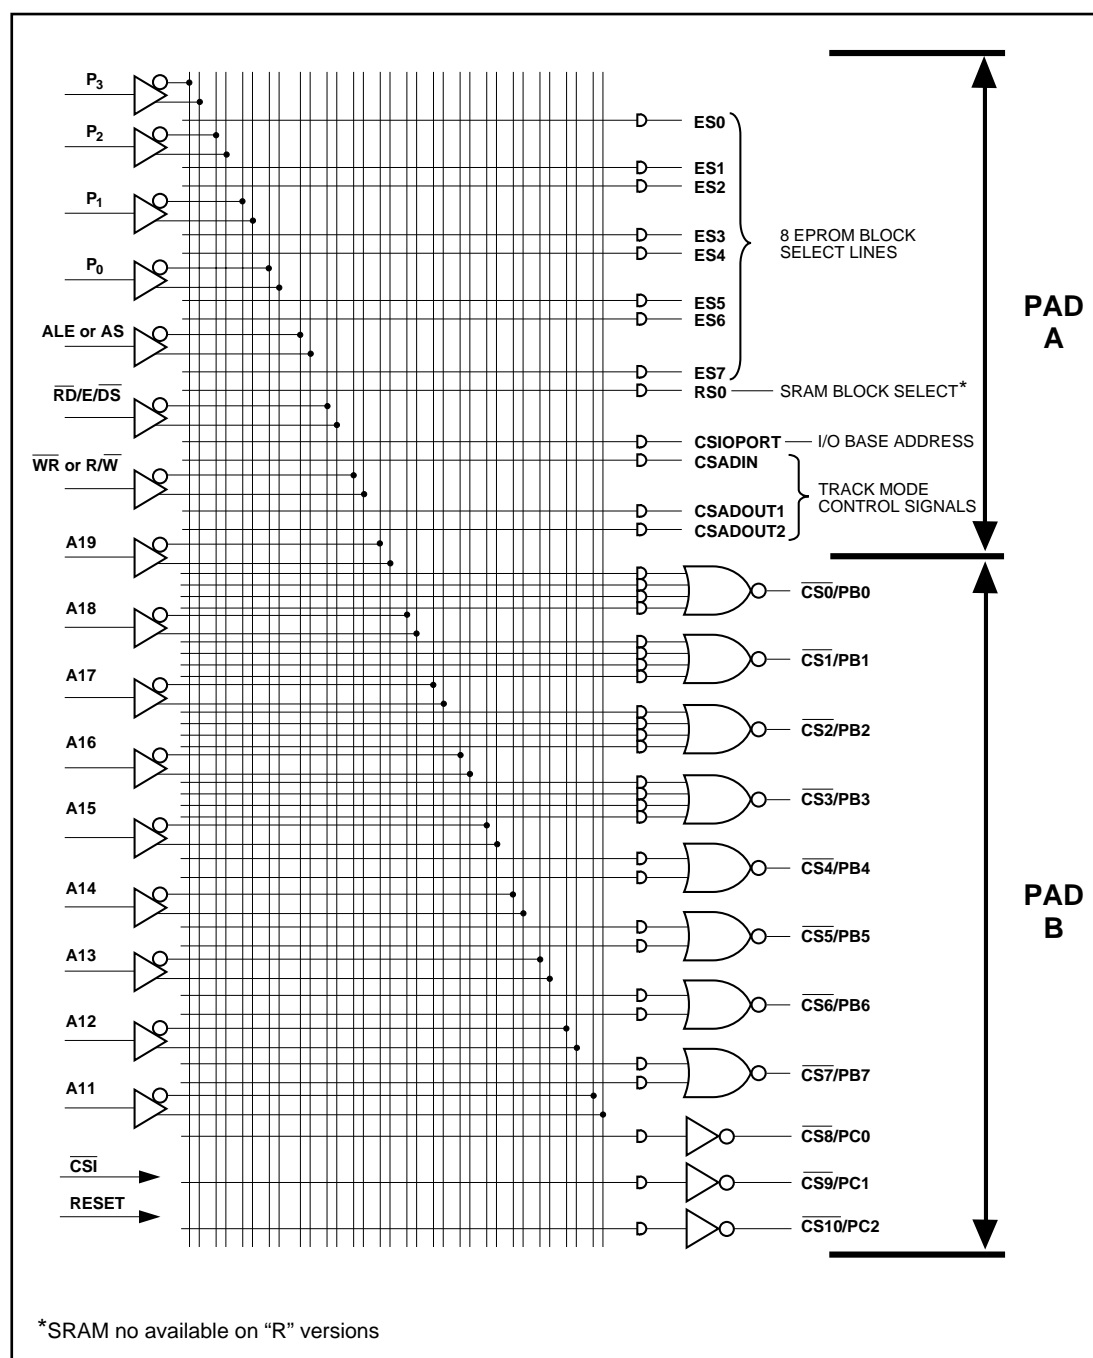 P3
P2
P1
P0
ALE or AS
RD/E/DS
WR or R/W
A19
A18
A17
A16
A15
A14
A13
A12
A11
CSI
RESET
ES0
ES1
ES2
ES3
ES4
ES5
ES6
ES7
8 EPROM BLOCK
SELECT LINES
RS0 SRAM BLOCK SELECT*
CSIOPORT I/O BASE ADDRESS
CSADIN
CSADOUT1
CSADOUT2
TRACK MODE
CONTROL SIGNALS
PAD
A
CS0/PB0
CS1/PB1
CS2/PB2
CS3/PB3
CS4/PB4
CS5/PB5
CS6/PB6
CS7/PB7
CS8/PC0
CS9/PC1
CS10/PC2
PAD
B
*SRAM no available on “R” versions